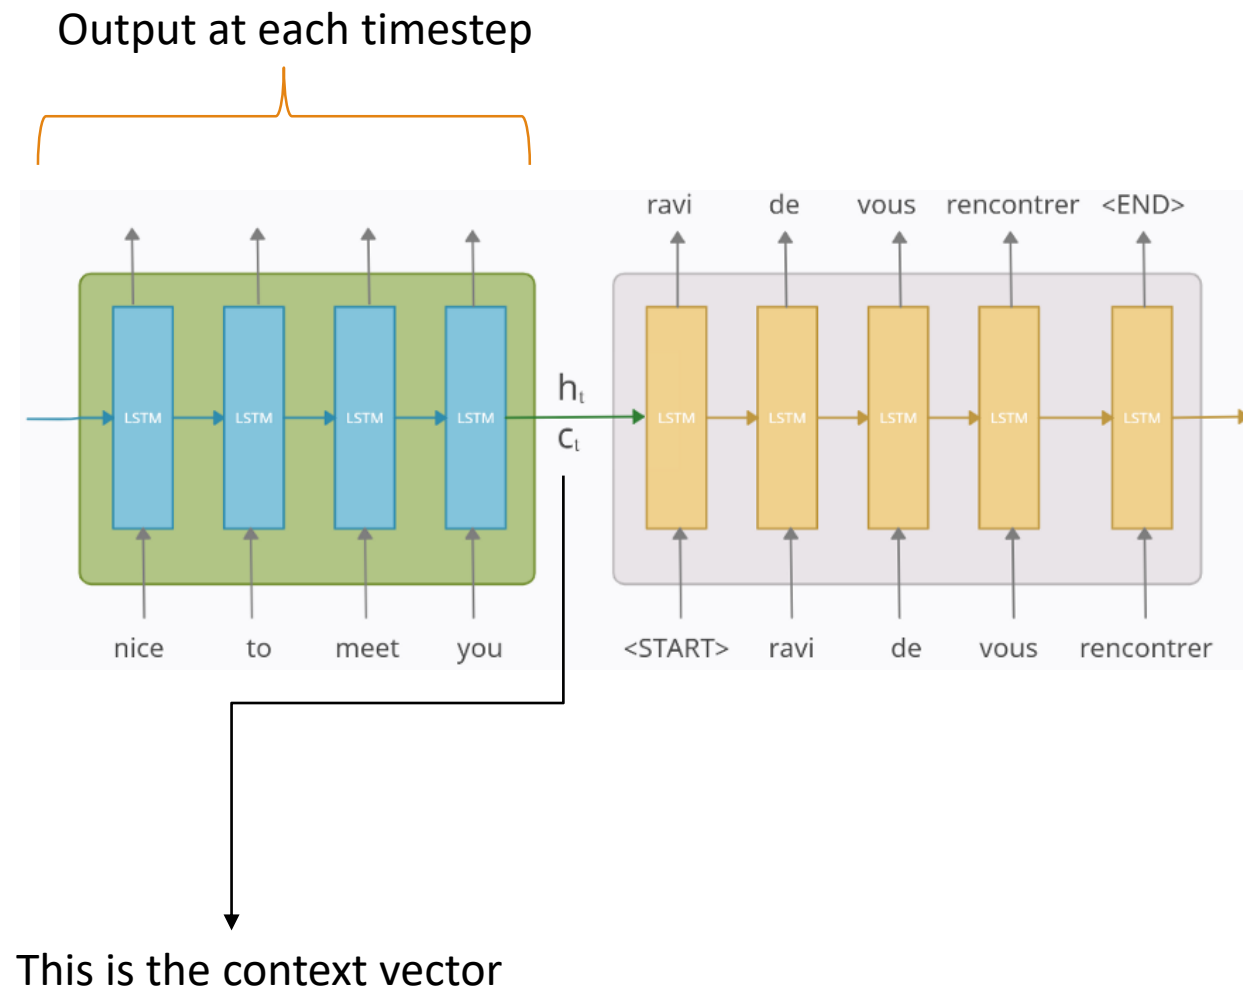 Output at each timestep
ravi de vous rencontrer <END>
LSTM LSTM LSTM LSTM
hₜ
cₜ
LSTM LSTM LSTM LSTM LSTM
nice to meet you
<START> ravi de vous rencontrer
This is the context vector